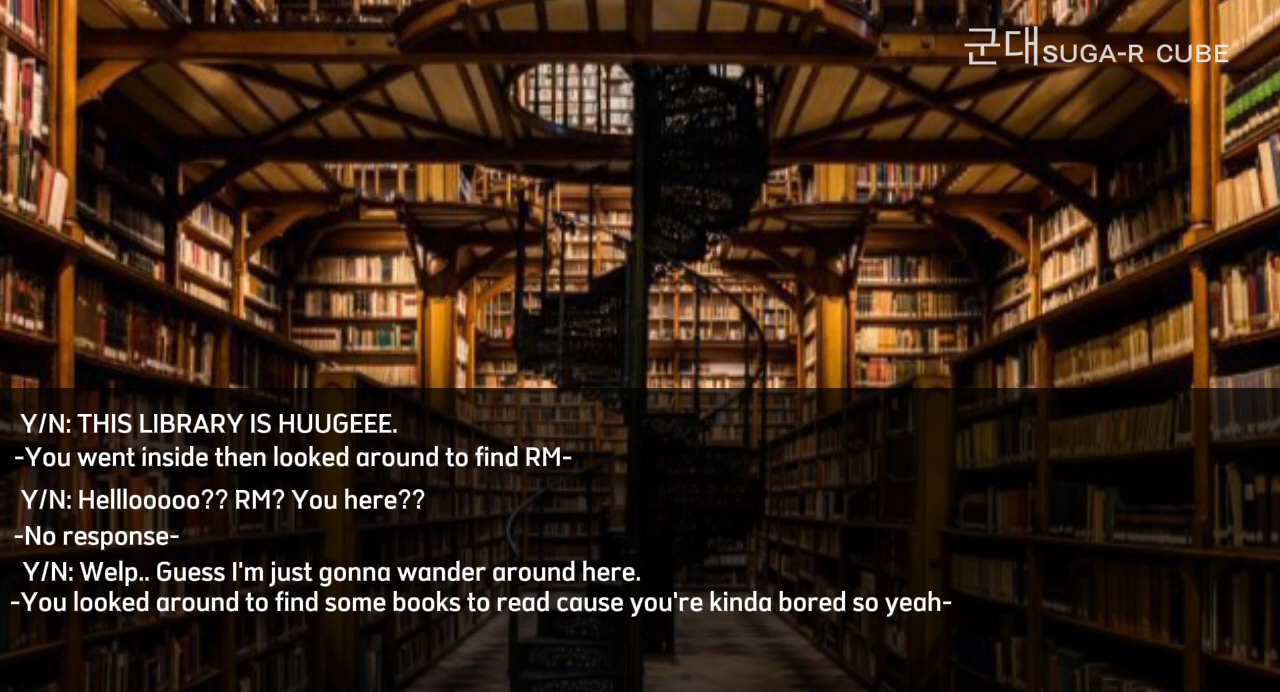 군대SUGA-R CUBE
Y/N: THIS LIBRARY IS HUUGEEE.
-You went inside then looked around to find RM-
Y/N: Helllooooo?? RM? You here??
-No response-
Y/N: Welp.. Guess I'm just gonna wander around here.
-You looked around to find some books to read cause you're kinda bored so yeah-